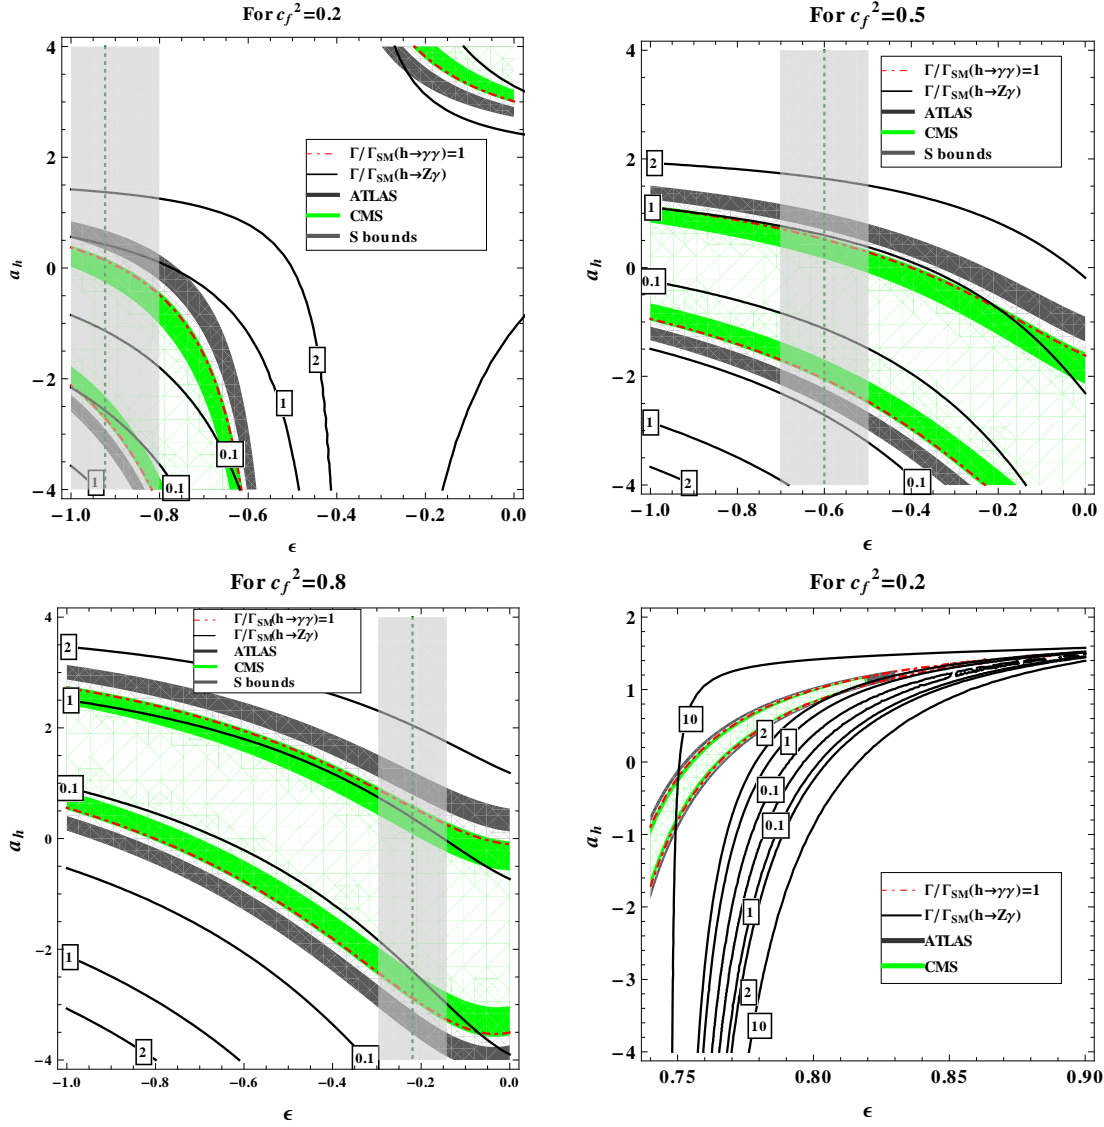 For c_f^2=0.2
4
2
0
−2
−4
a_h
Γ/Γ_SM(h→γγ)=1
Γ/Γ_SM(h→Zγ)
ATLAS
CMS
S bounds
2
1
0.1
0.1
1
−1.0
−0.8
−0.6
−0.4
−0.2
0.0
ϵ
For c_f^2=0.5
4
2
0
−2
−4
a_h
Γ/Γ_SM(h→γγ)=1
Γ/Γ_SM(h→Zγ)
ATLAS
CMS
S bounds
2
1
0.1
1
2
0.1
−1.0
−0.8
−0.6
−0.4
−0.2
0.0
ϵ
For c_f^2=0.8
4
2
0
−2
−4
a_h
Γ/Γ_SM(h→γγ)=1
Γ/Γ_SM(h→Zγ)
ATLAS
CMS
S bounds
2
1
0.1
1
2
0.1
−1.0
−0.8
−0.6
−0.4
−0.2
0.0
ϵ
For c_f^2=0.2
2
1
0
−1
−2
−3
−4
a_h
10
2
1
0.1
0.1
1
2
10
Γ/Γ_SM(h→γγ)=1
Γ/Γ_SM(h→Zγ)
ATLAS
CMS
0.75
0.80
0.85
0.90
ϵ